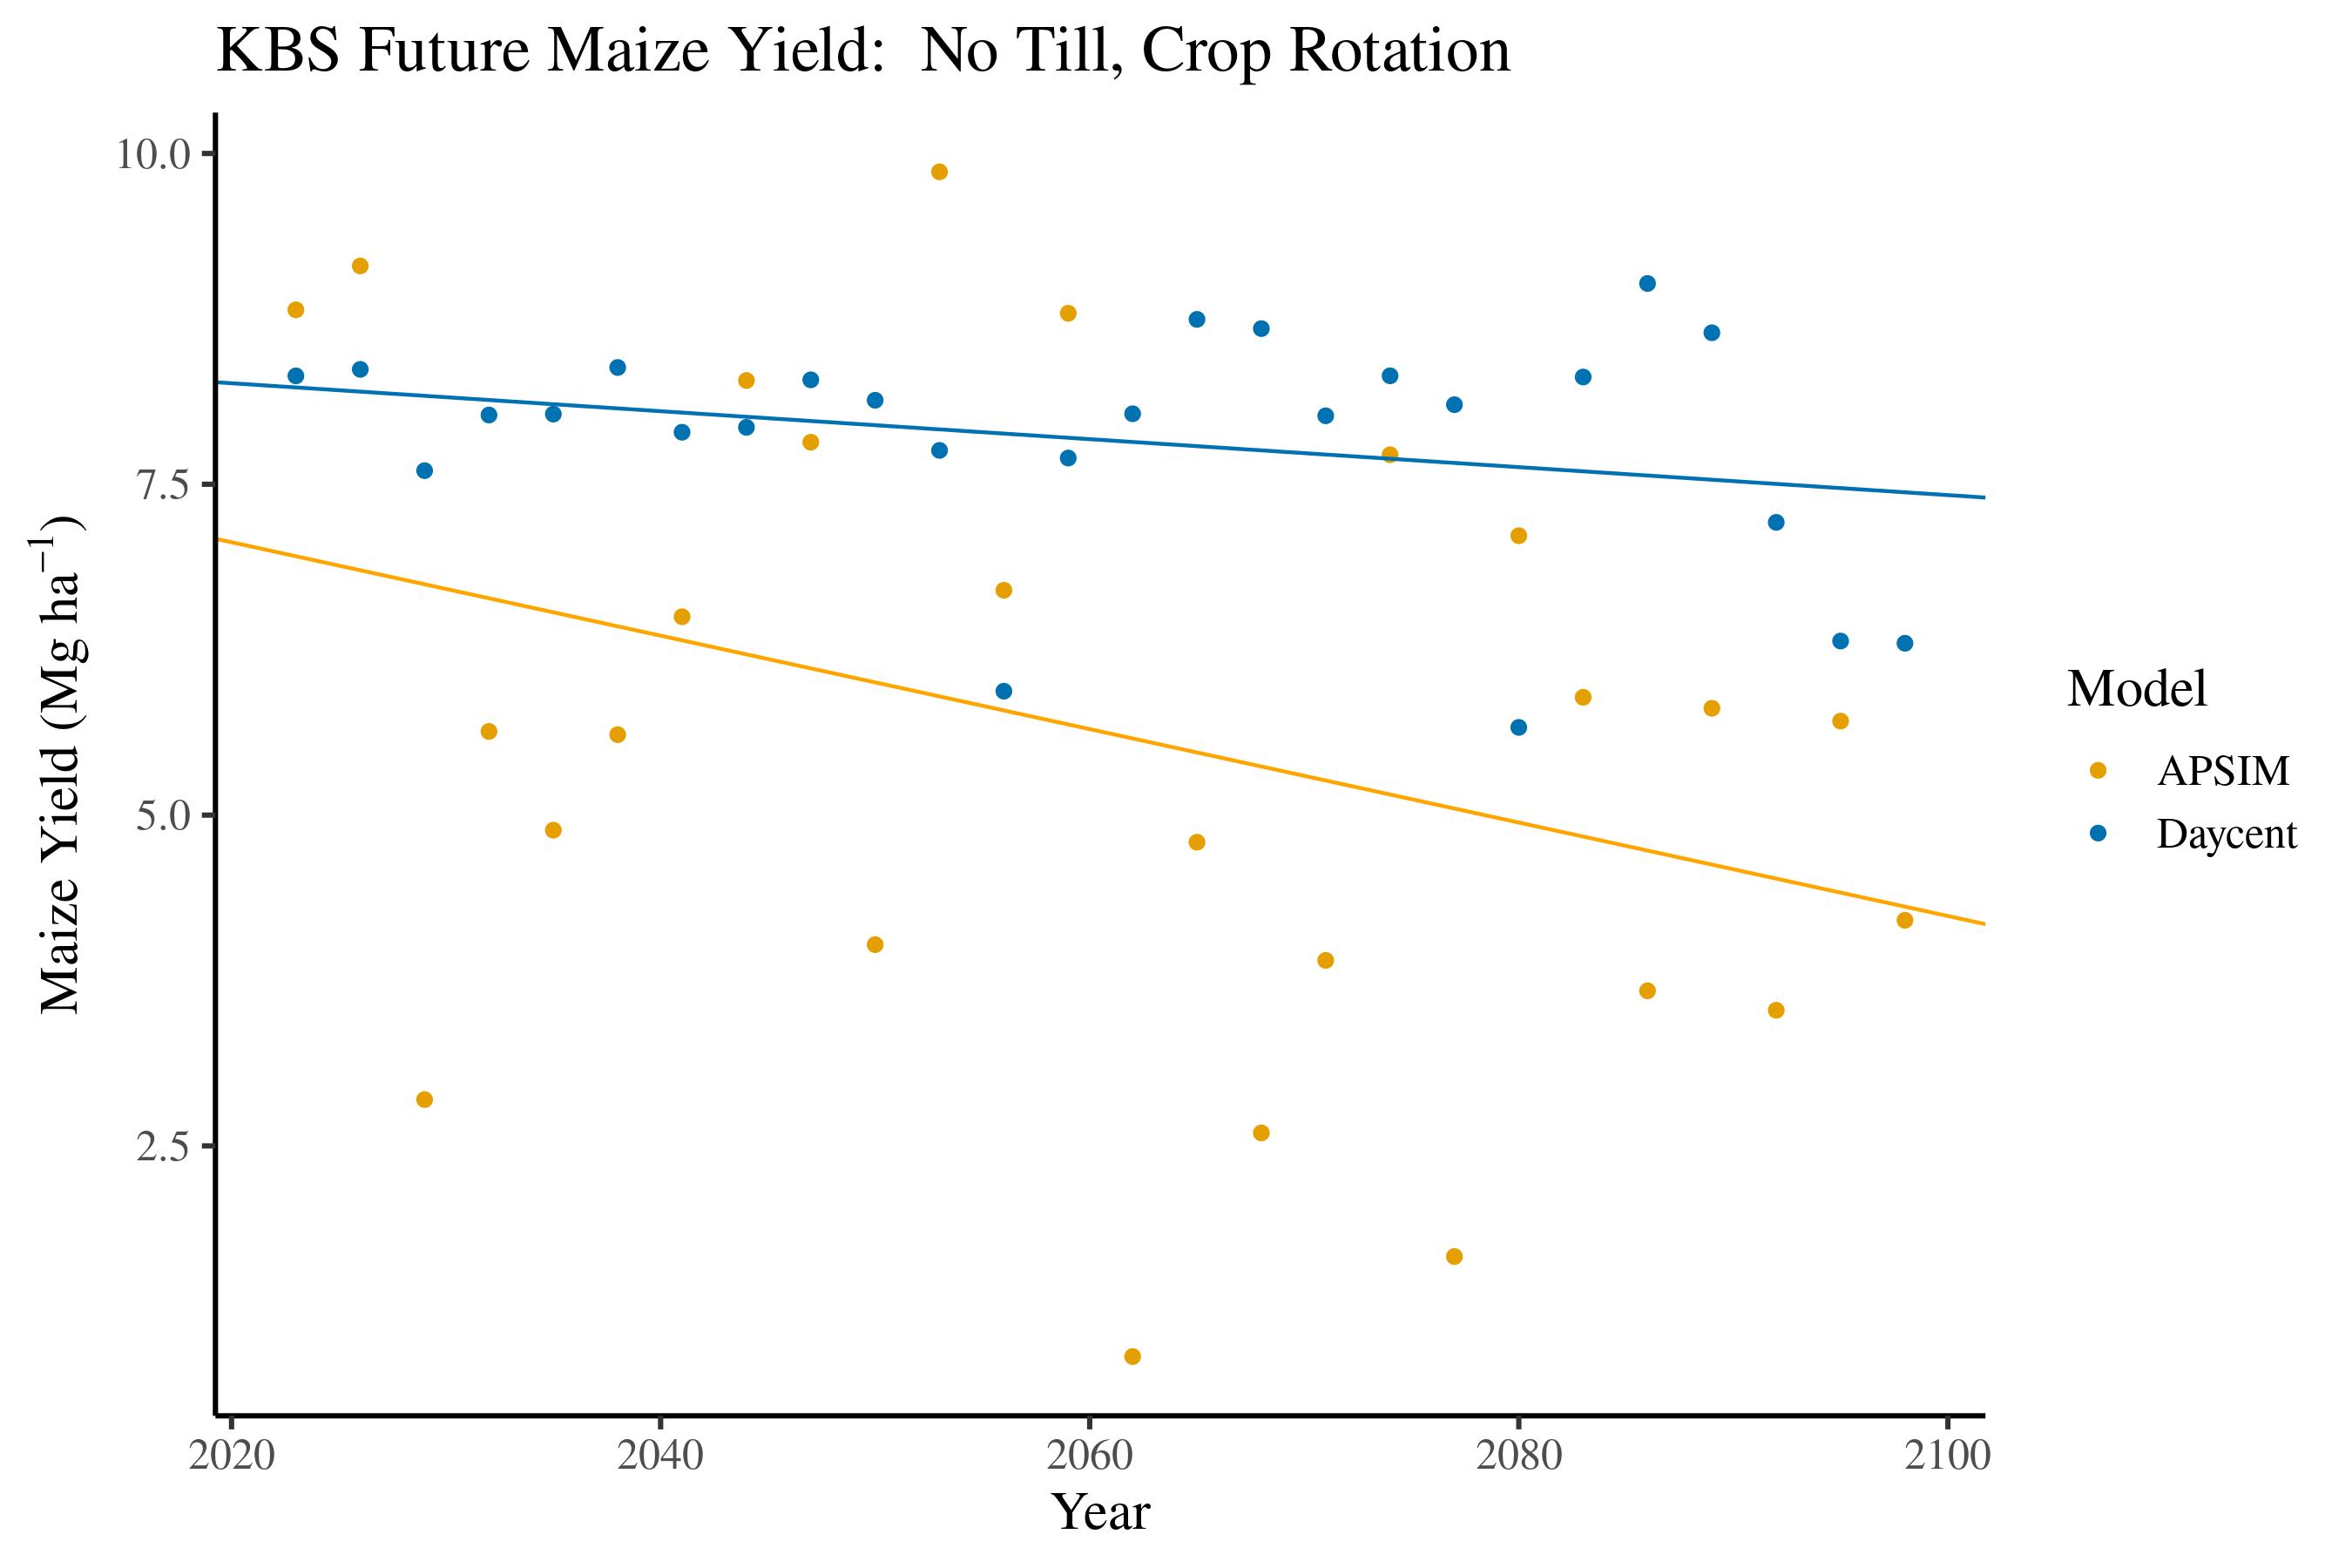 KBS Future Maize Yield:  No Till, Crop Rotation
Maize Yield (Mg ha⁻¹)
10.0
7.5
5.0
2.5
2020 2040 2060 2080 2100
Year
Model
APSIM
Daycent